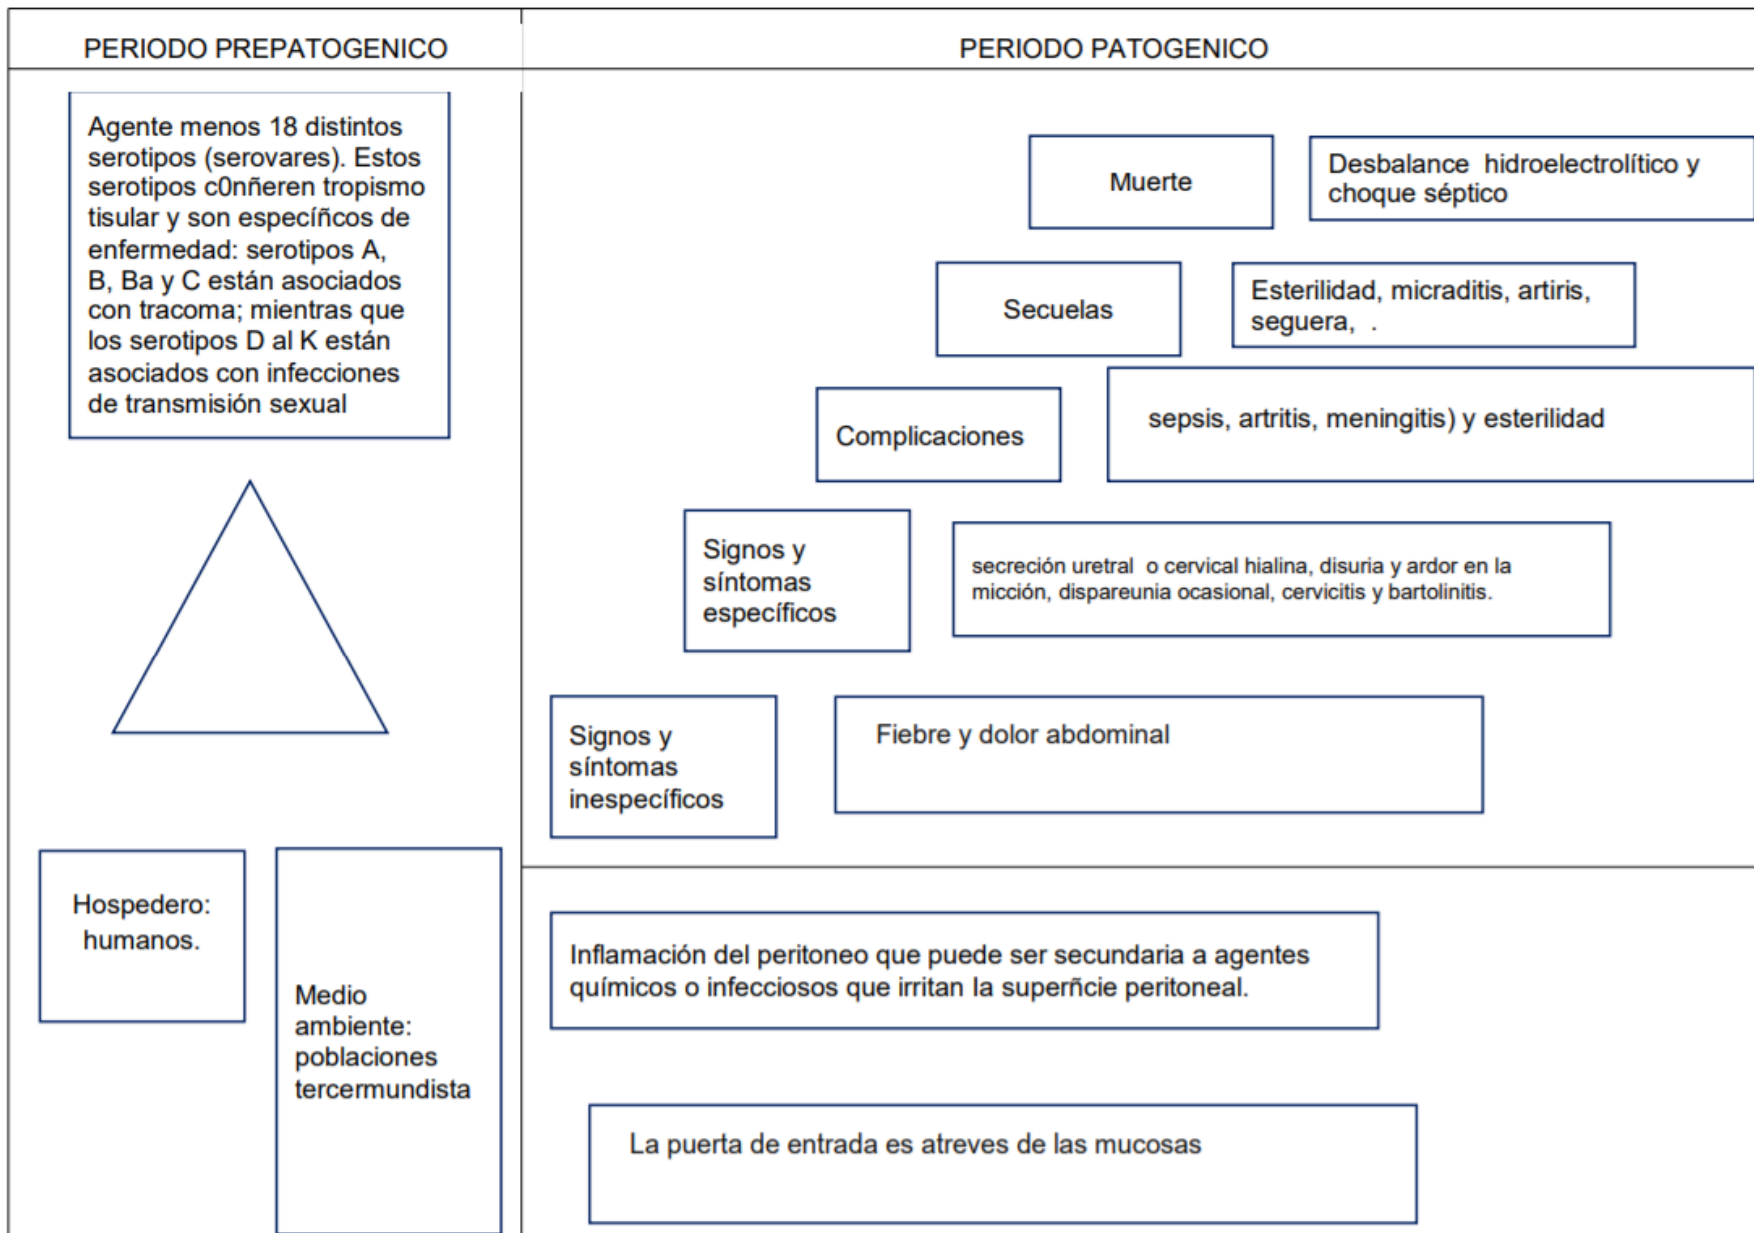 PERIODO PREPATOGENICO
PERIODO PATOGENICO
Agente menos 18 distintos
serotipos (serovares). Estos
serotipos c0nñeren tropismo
tisular y son específicos de
enfermedad: serotipos A,
B, Ba y C están asociados
con tracoma; mientras que
los serotipos D al K están
asociados con infecciones
de transmisión sexual
Hospedero:
humanos.
Medio
ambiente:
poblaciones
tercermundista
Muerte
Desbalance hidroelectrolítico y
choque séptico
Secuelas
Esterilidad, micraditis, artiris,
seguera, .
Complicaciones
sepsis, artritis, meningitis) y esterilidad
Signos y
síntomas
específicos
secreción uretral o cervical hialina, disuria y ardor en la
micción, dispareunia ocasional, cervicitis y bartolinitis.
Signos y
síntomas
inespecíficos
Fiebre y dolor abdominal
Inflamación del peritoneo que puede ser secundaria a agentes
químicos o infecciosos que irritan la superñcie peritoneal.
La puerta de entrada es atreves de las mucosas